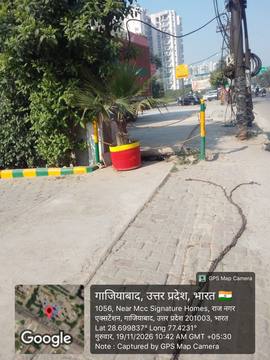 GPS Map Camera
गाजियाबाद, उत्तर प्रदेश, भारत 🇮🇳
1056, Near Mcc Signature Homes, राज नगर
एक्सटेंशन, गाजियाबाद, उत्तर प्रदेश 201003, भारत
Lat 28.699837° Long 77.4231°
गुरुवार, 19/11/2026 10:42 AM GMT +05:30
Note : Captured by GPS Map Camera
Google